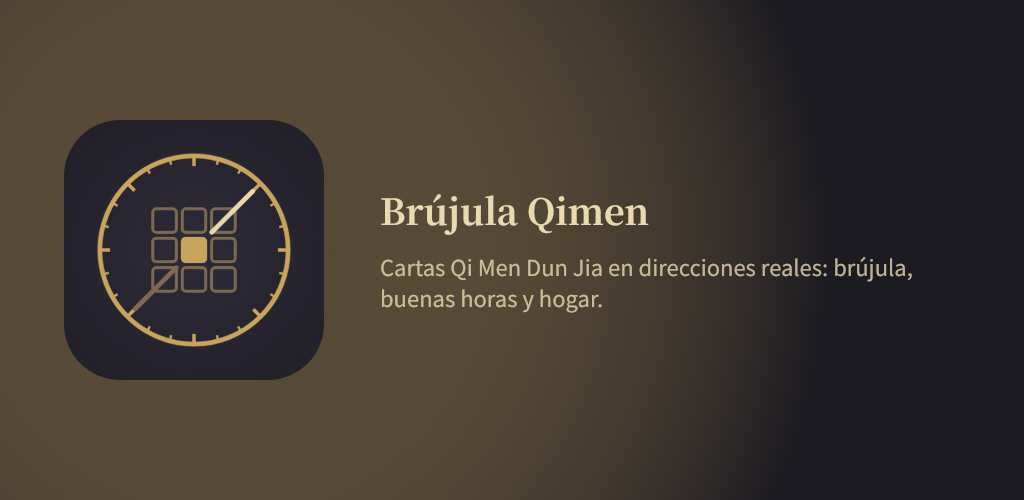 Brújula Qimen
Cartas Qi Men Dun Jia en direcciones reales: brújula,
buenas horas y hogar.